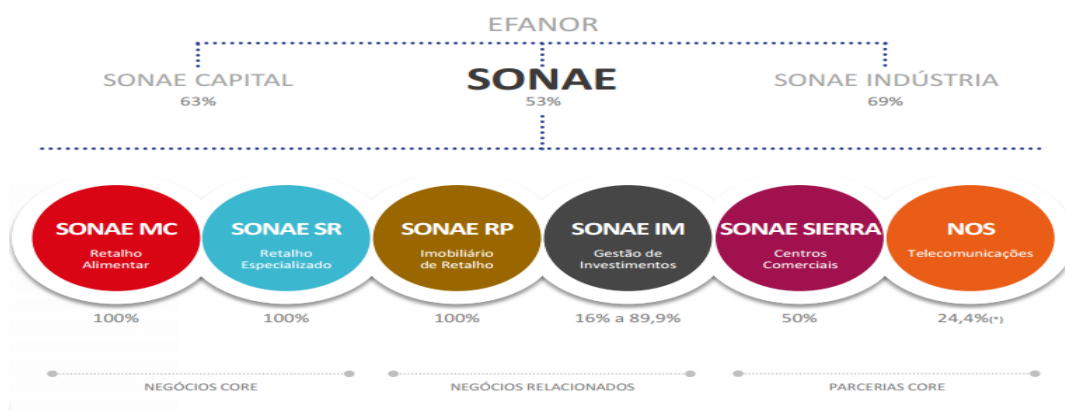 EFANOR
SONAE CAPITAL
63%
SONAE
53%
SONAE INDÚSTRIA
69%
SONAE MC
Retalho
Alimentar
100%
SONAE SR
Retalho
Especializado
100%
SONAE RP
Imobiliário
de Retalho
100%
SONAE IM
Gestão de
Investimentos
16% a 89,9%
SONAE SIERRA
Centros
Comerciais
50%
NOS
Telecomunicações
24,4%(*)
NEGÓCIOS CORE
NEGÓCIOS RELACIONADOS
PARCERIAS CORE